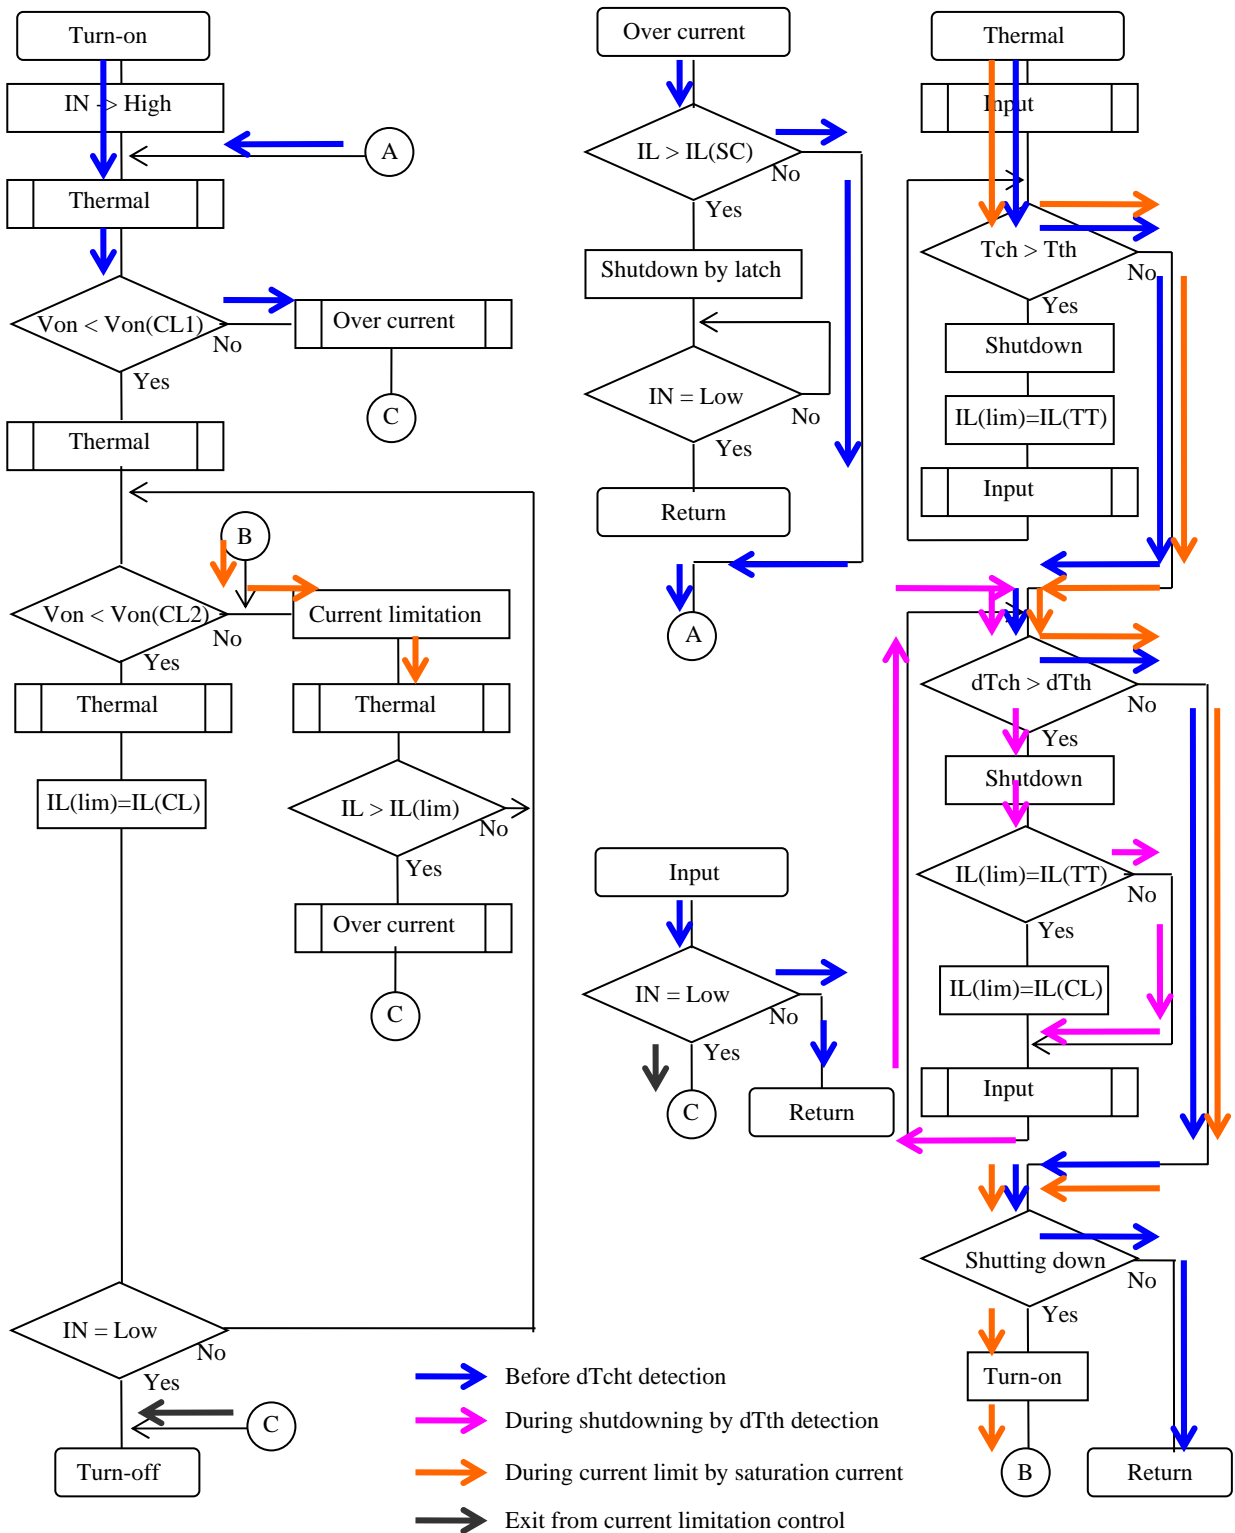 Turn-on
IN -> High
A
Thermal
Von < Von(CL1)
No
Yes
Over current
C
Thermal
B
Von < Von(CL2)
No
Yes
Current limitation
Thermal
Thermal
IL(lim)=IL(CL)
IL > IL(lim)
No
Yes
Over current
C
IN = Low
No
Yes
C
Turn-off
Over current
IL > IL(SC)
No
Yes
Shutdown by latch
IN = Low
No
Yes
Return
A
Input
IN = Low
No
Yes
C
Return
Thermal
Input
Tch > Tth
No
Yes
Shutdown
IL(lim)=IL(TT)
Input
dTch > dTth
No
Yes
Shutdown
IL(lim)=IL(TT)
No
Yes
IL(lim)=IL(CL)
Input
Shutting down
No
Yes
Turn-on
B
Return
Before dTcht detection
During shutdowning by dTth detection
During current limit by saturation current
Exit from current limitation control